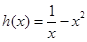 h(x) = 1/x − x²